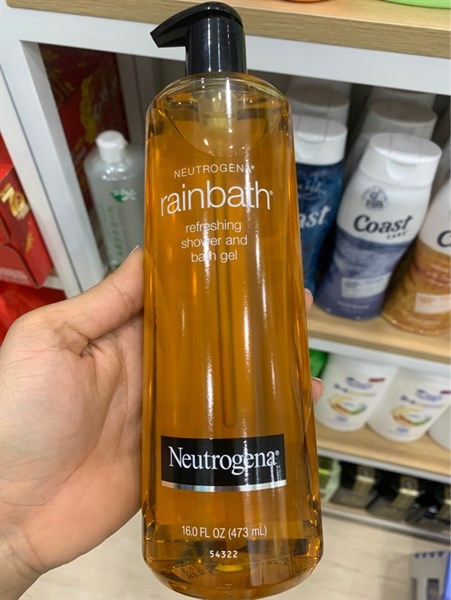 NEUTROGENA®
rainbath®
refreshing
shower and
bath gel
Neutrogena®
16.0 FL OZ (473 mL)
54322
Coast